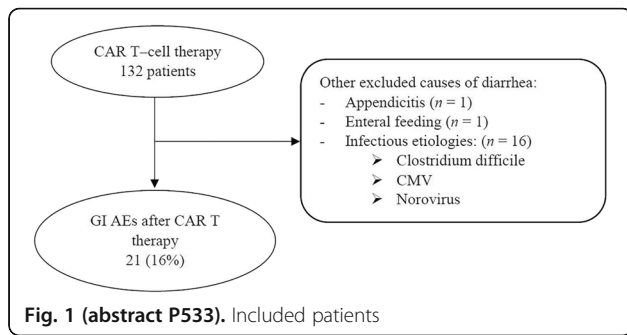 CAR T–cell therapy
132 patients
Other excluded causes of diarrhea:
- Appendicitis (n = 1)
- Enteral feeding (n = 1)
- Infectious etiologies: (n = 16)
➤ Clostridium difficile
➤ CMV
➤ Norovirus
GI AEs after CAR T
therapy
21 (16%)
Fig. 1 (abstract P533). Included patients